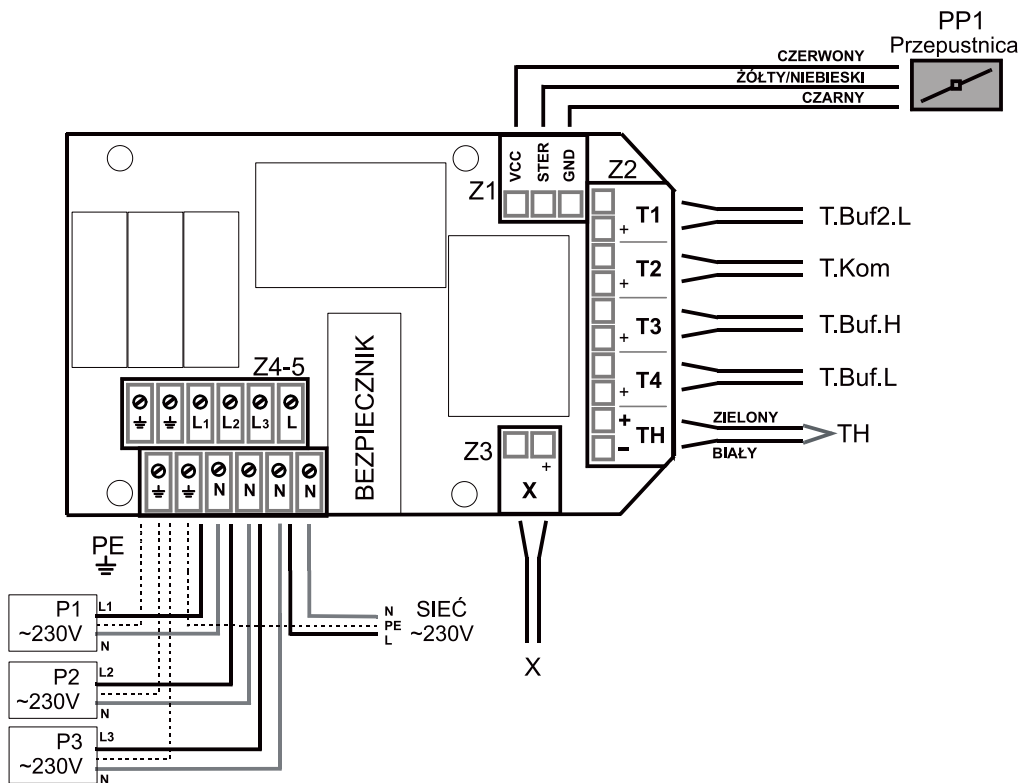 PP1
Przepustnica
CZERWONY
ŻÓŁTY/NIEBIESKI
CZARNY
VCC
STER
GND
Z1
Z2
T1
+
T.Buf2.L
T2
+
T.Kom
T3
+
T.Buf.H
T4
+
T.Buf.L
+
TH
−
ZIELONY
BIAŁY
TH
Z4-5
L1 L2 L3 L
N N N N
BEZPIECZNIK
Z3
+
X
X
PE
P1
~230V
L1
N
P2
~230V
L2
N
P3
~230V
L3
N
N
PE
L
SIEĆ
~230V